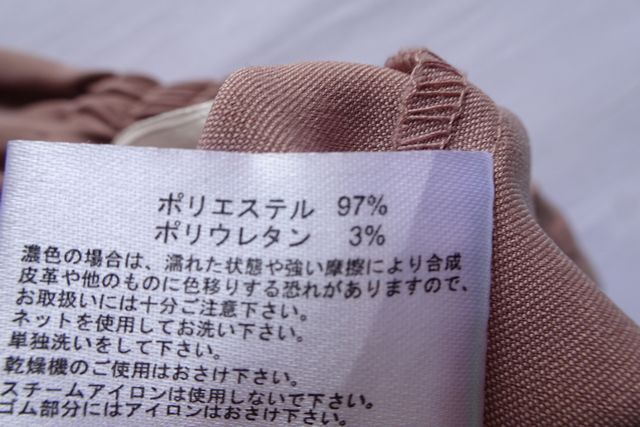 ポリエステル 97%
ポリウレタン 3%
濃色の場合は、濡れた状態や強い摩擦により合成
皮革や他のものに色移りする恐れがありますので、
お取扱いには十分ご注意下さい。
ネットを使用してお洗い下さい。
単独洗いをして下さい。
乾燥機のご使用はおさけ下さい。
スチームアイロンは使用しないで下さい。
ゴム部分にはアイロンはおさけ下さい。